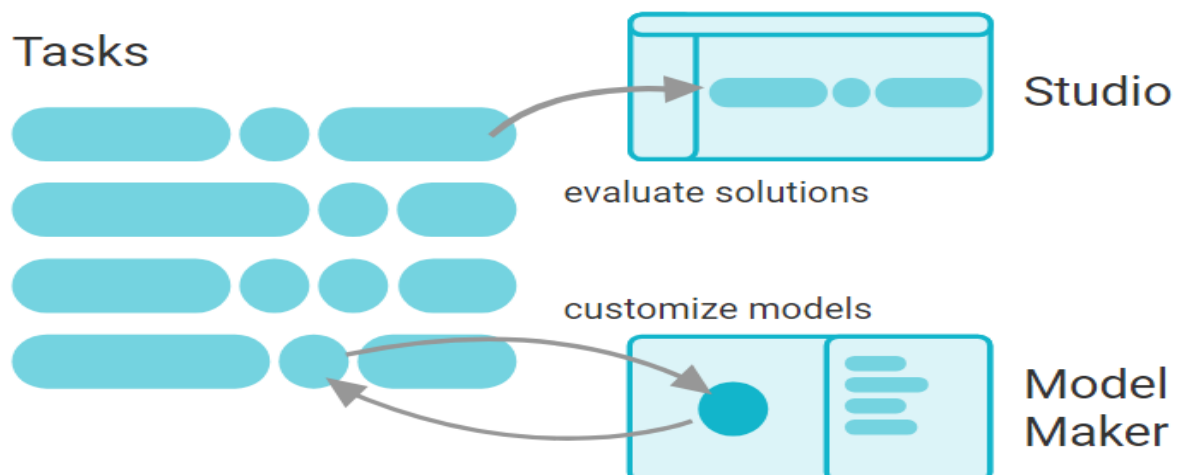 Tasks
Studio
evaluate solutions
customize models
Model
Maker